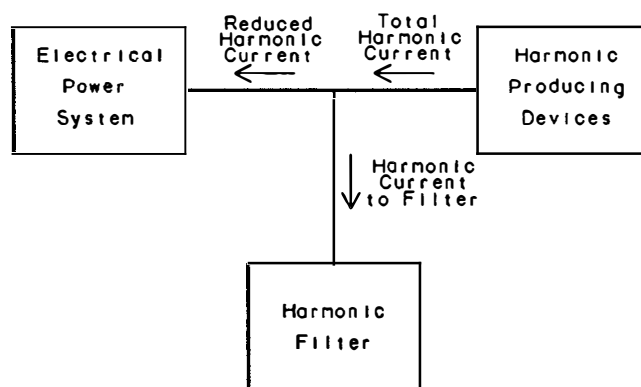 Reduced
Harmonic
Current
Total
Harmonic
Current
Electrical
Power
System
Harmonic
Producing
Devices
Harmonic
Current
to Filter
Harmonic
Filter